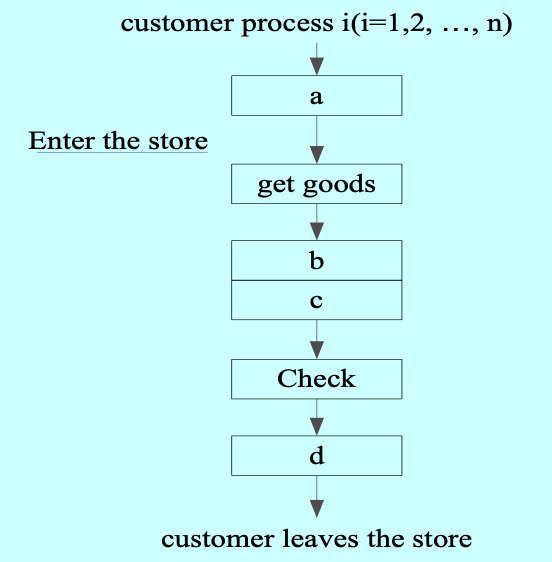 customer process i(i=1,2, …, n)
a
Enter the store
get goods
b
c
Check
d
customer leaves the store